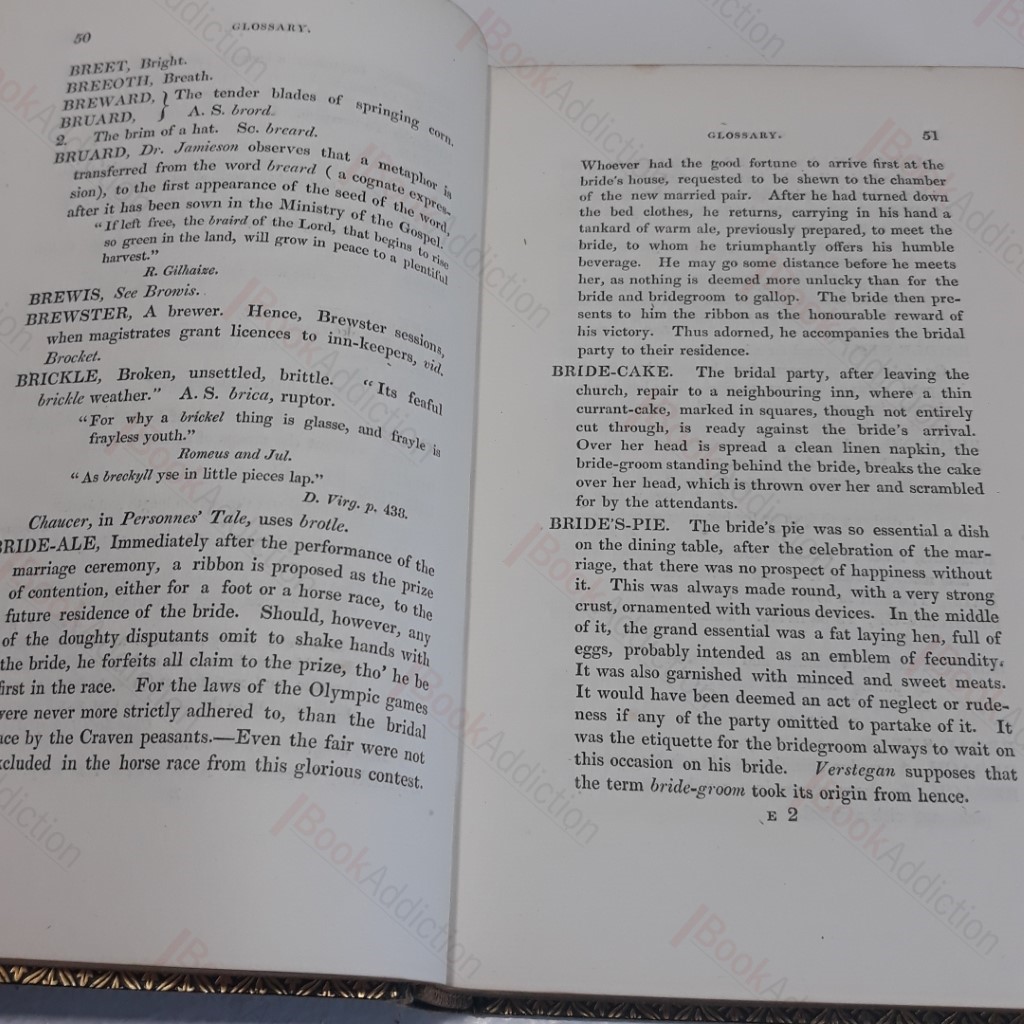 50
GLOSSARY.
BREET, Bright.
BREEOTH, Breath.
BREWARD, } The tender blades of springing corn.
BRUARD, } A. S. brord.
2. The brim of a hat. Sc. breard.
BRUARD, Dr. Jamieson observes that a metaphor is
transferred from the word breard ( a cognate expres-
sion), to the first appearance of the seed of the word,
after it has been sown in the Ministry of the Gospel.
"If left free, the braird of the Lord, that begins to rise
so green in the land, will grow in peace to a plentiful
harvest."
R. Gilhaize.
BREWIS, See Browis.
BREWSTER, A brewer. Hence, Brewster sessions,
when magistrates grant licences to inn-keepers, vid.
Brocket.
BRICKLE, Broken, unsettled, brittle. "Its feaful
brickle weather." A. S. brica, ruptor.
"For why a brickel thing is glasse, and frayle is
frayless youth."
Romeus and Jul.
"As breckyll yse in little pieces lap."
D. Virg. p. 438.
Chaucer, in Personnes' Tale, uses brotle.
BRIDE-ALE, Immediately after the performance of the
marriage ceremony, a ribbon is proposed as the prize
of contention, either for a foot or a horse race, to the
future residence of the bride. Should, however, any
of the doughty disputants omit to shake hands with
the bride, he forfeits all claim to the prize, tho' he be
first in the race. For the laws of the Olympic games
were never more strictly adhered to, than the bridal
ace by the Craven peasants.—Even the fair were not
xcluded in the horse race from this glorious contest.
GLOSSARY.
51
Whoever had the good fortune to arrive first at the
bride's house, requested to be shewn to the chamber
of the new married pair. After he had turned down
the bed clothes, he returns, carrying in his hand a
tankard of warm ale, previously prepared, to meet the
bride, to whom he triumphantly offers his humble
beverage. He may go some distance before he meets
her, as nothing is deemed more unlucky than for the
bride and bridegroom to gallop. The bride then pre-
sents to him the ribbon as the honourable reward of
his victory. Thus adorned, he accompanies the bridal
party to their residence.
BRIDE-CAKE. The bridal party, after leaving the
church, repair to a neighbouring inn, where a thin
currant-cake, marked in squares, though not entirely
cut through, is ready against the bride's arrival.
Over her head is spread a clean linen napkin, the
bride-groom standing behind the bride, breaks the cake
over her head, which is thrown over her and scrambled
for by the attendants.
BRIDE'S-PIE. The bride's pie was so essential a dish
on the dining table, after the celebration of the mar-
riage, that there was no prospect of happiness without
it. This was always made round, with a very strong
crust, ornamented with various devices. In the middle
of it, the grand essential was a fat laying hen, full of
eggs, probably intended as an emblem of fecundity.
It was also garnished with minced and sweet meats.
It would have been deemed an act of neglect or rude-
ness if any of the party omitted to partake of it. It
was the etiquette for the bridegroom always to wait on
this occasion on his bride. Verstegan supposes that
the term bride-groom took its origin from hence.
E 2
BookAddiction